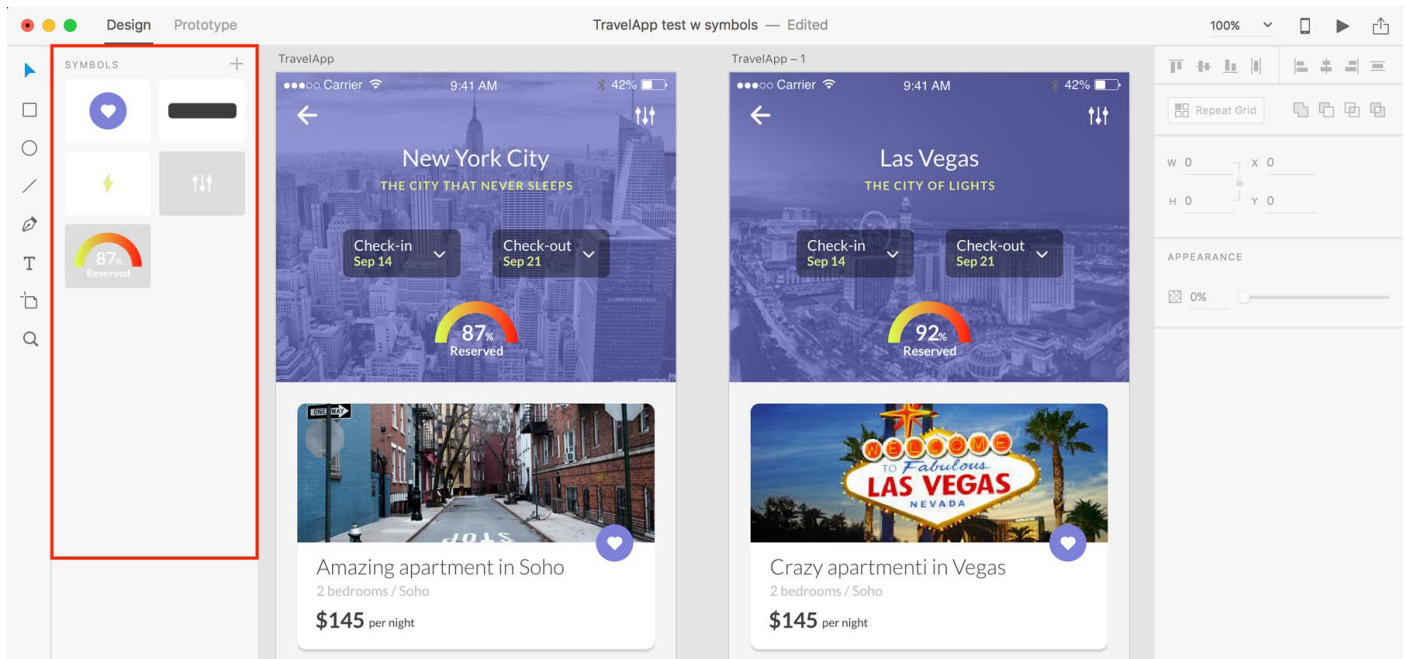 Design Prototype
TravelApp test w symbols — Edited
100%
SYMBOLS
87%
Reserved
TravelApp
Carrier
9:41 AM
42%
New York City
THE CITY THAT NEVER SLEEPS
Check-in
Sep 14
Check-out
Sep 21
87%
Reserved
ONE WAY
STOP
Amazing apartment in Soho
2 bedrooms / Soho
$145 per night
TravelApp – 1
Carrier
9:41 AM
42%
Las Vegas
THE CITY OF LIGHTS
Check-in
Sep 14
Check-out
Sep 21
92%
Reserved
WELCOME
TO Fabulous
LAS VEGAS
NEVADA
Crazy apartmenti in Vegas
2 bedrooms / Soho
$145 per night
Repeat Grid
W 0 X 0
H 0 Y 0
APPEARANCE
0%